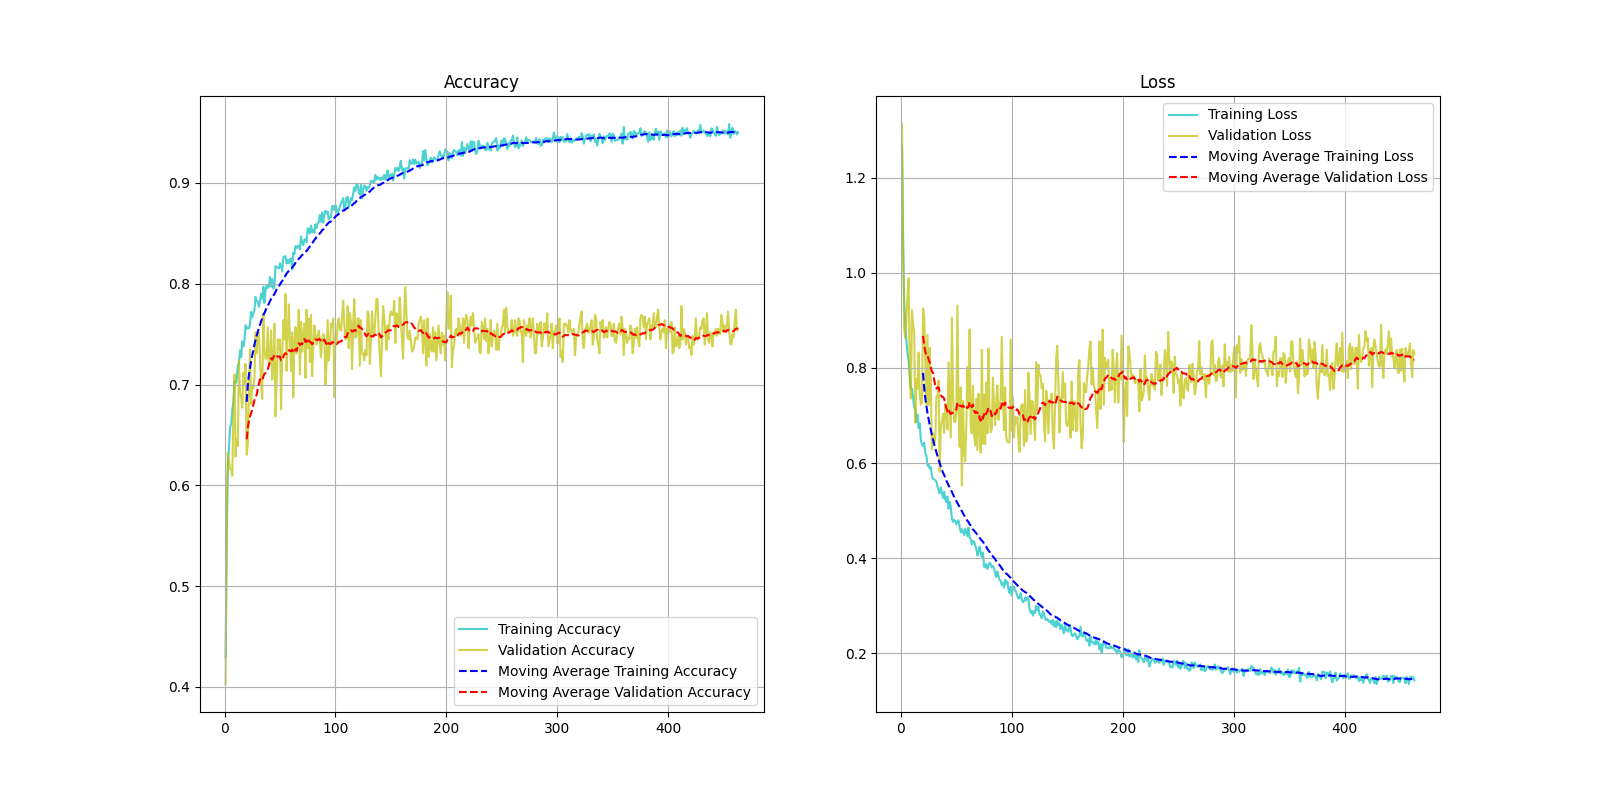 Accuracy
0.9
0.8
0.7
0.6
0.5
0.4
0 100 200 300 400
Training Accuracy
Validation Accuracy
Moving Average Training Accuracy
Moving Average Validation Accuracy
Loss
1.2
1.0
0.8
0.6
0.4
0.2
0 100 200 300 400
Training Loss
Validation Loss
Moving Average Training Loss
Moving Average Validation Loss